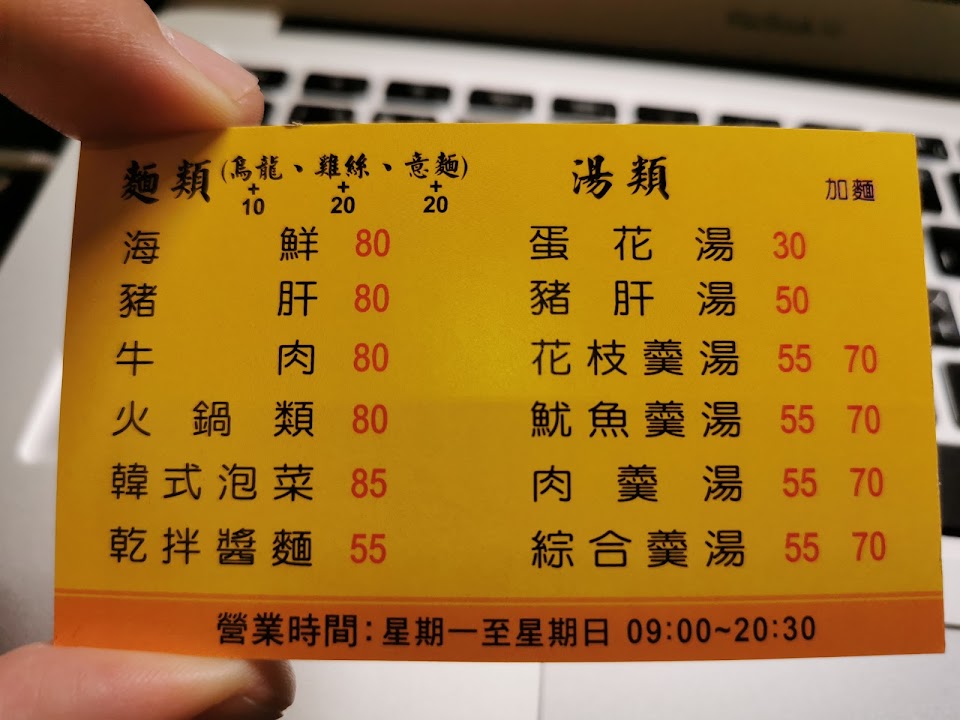 麵類(烏龍、雞絲、意麵)
+10 +20 +20
海鮮 80
豬肝 80
牛肉 80
火鍋類 80
韓式泡菜 85
乾拌醬麵 55
湯類 加麵
蛋花湯 30
豬肝湯 50
花枝羹湯 55 70
魷魚羹湯 55 70
肉羹湯 55 70
綜合羹湯 55 70
營業時間:星期一至星期日 09:00~20:30